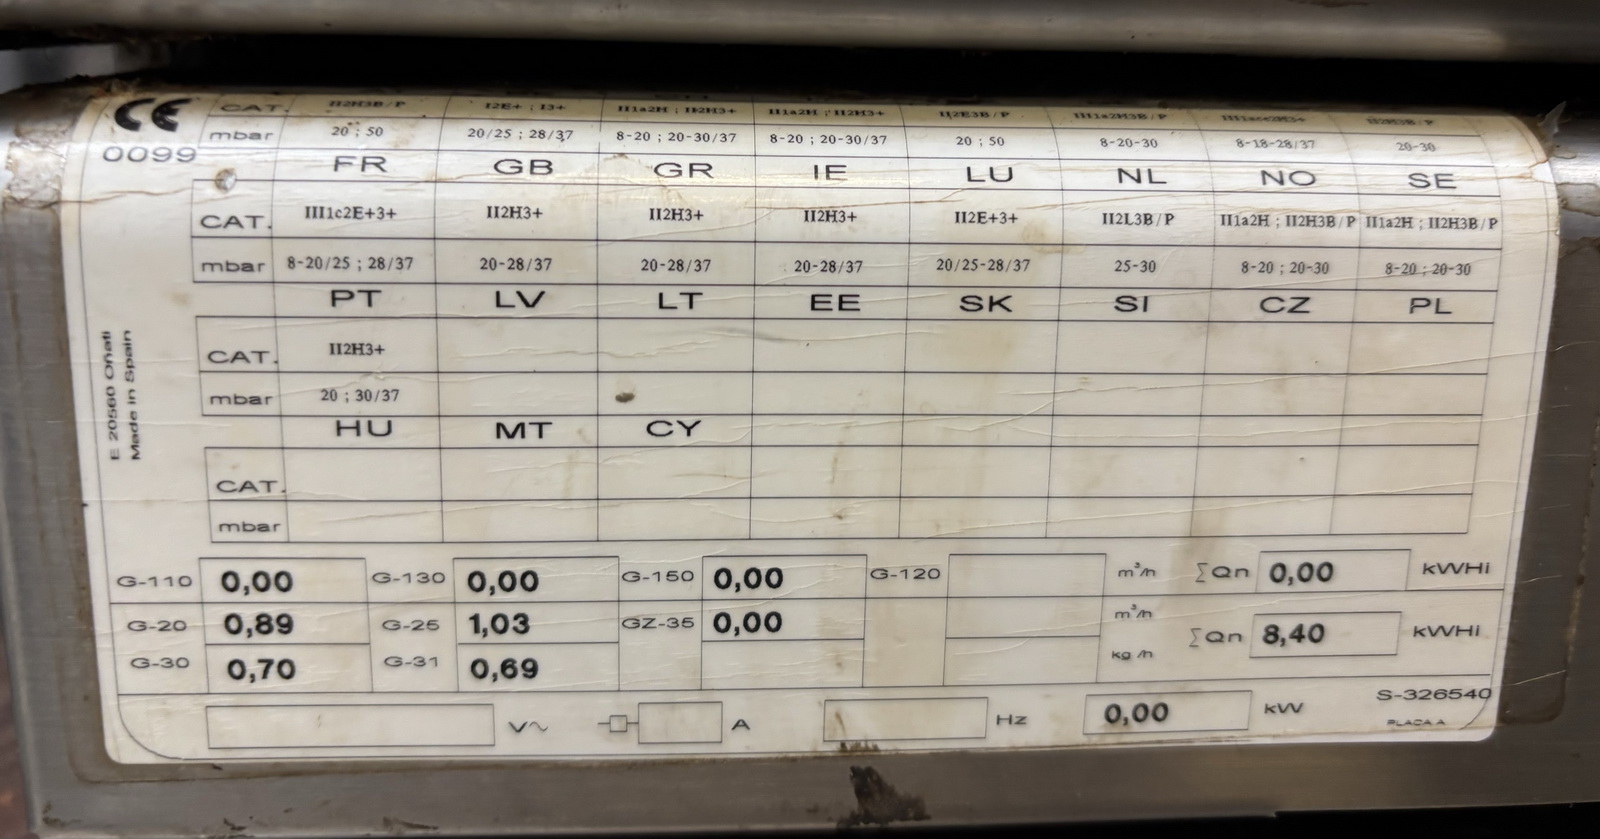 CE
0099
CAT. II2H3B/P I2E+ ; I3+ II1a2H ; II2H3+ II1a2H ; II2H3+ II2E3B/P III1a2H3B/P II2H3B/P
mbar 20 ; 50 20/25 ; 28/37 8-20 ; 20-30/37 8-20 ; 20-30/37 20 ; 50 8-20-30 8-18-28/37 20-30
FR GB GR IE LU NL NO SE
CAT. III1c2E+3+ II2H3+ II2H3+ II2H3+ II2E+3+ II2L3B/P II1a2H ; II2H3B/P II1a2H ; II2H3B/P
mbar 8-20/25 ; 28/37 20-28/37 20-28/37 20-28/37 20/25-28/37 25-30 8-20 ; 20-30 8-20 ; 20-30
PT LV LT EE SK SI CZ PL
CAT. II2H3+
mbar 20 ; 30/37
HU MT CY
CAT.
mbar
E 20560 Oñati
Made in Spain
G-110 0,00 G-130 0,00 G-150 0,00 G-120 m³/h ∑Qn 0,00 kWHi
G-20 0,89 G-25 1,03 GZ-35 0,00 m³/h ∑Qn 8,40 kWHi
G-30 0,70 G-31 0,69 kg/h
V~ A Hz 0,00 kW S-326540
PLACA A